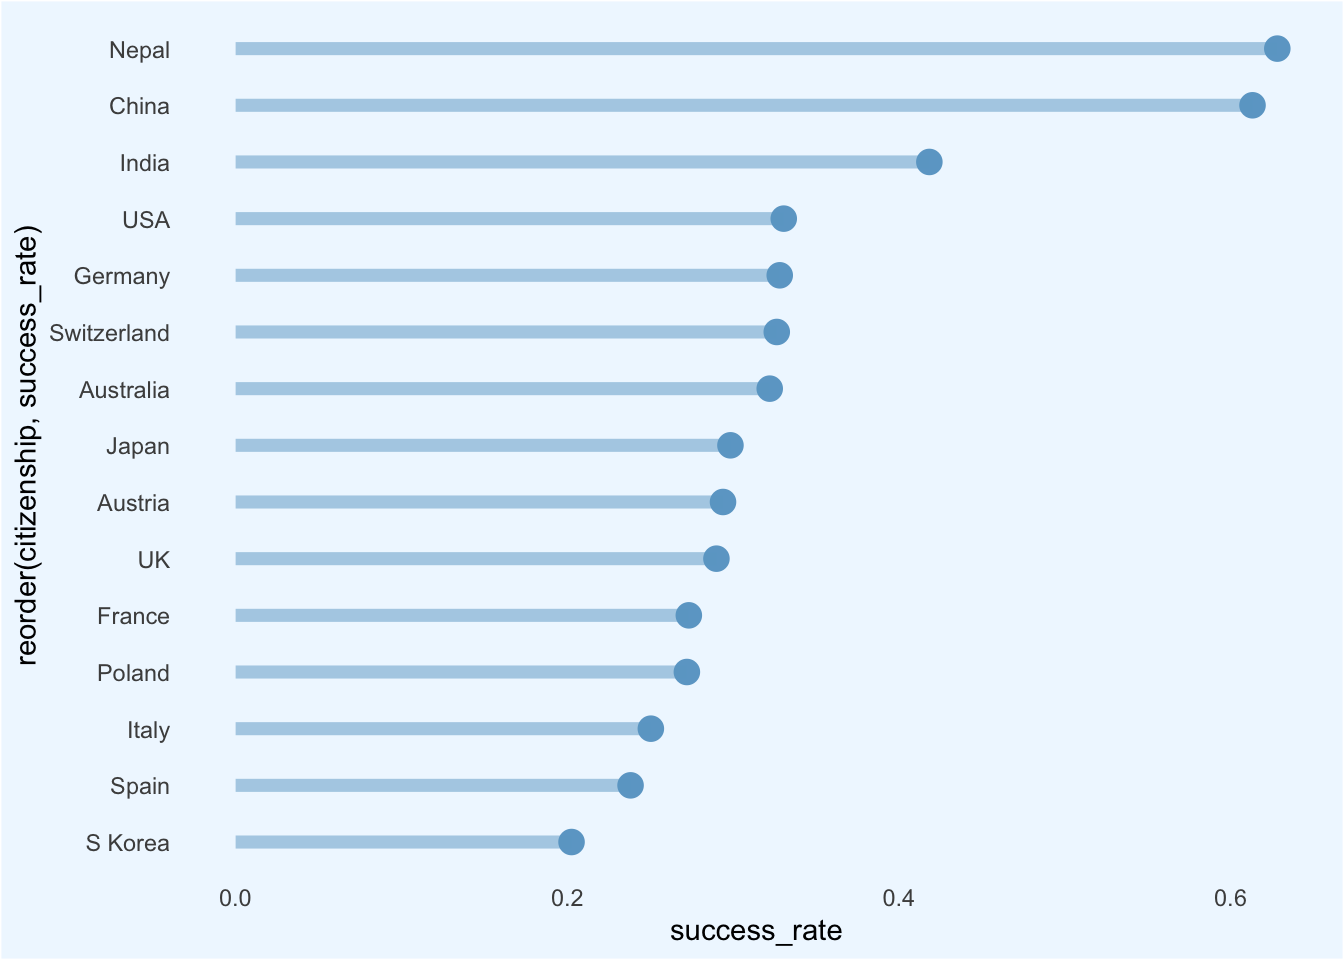 Nepal
China
India
USA
Germany
Switzerland
Australia
Japan
Austria
UK
France
Poland
Italy
Spain
S Korea
reorder(citizenship, success_rate)
0.0 0.2 0.4 0.6
success_rate